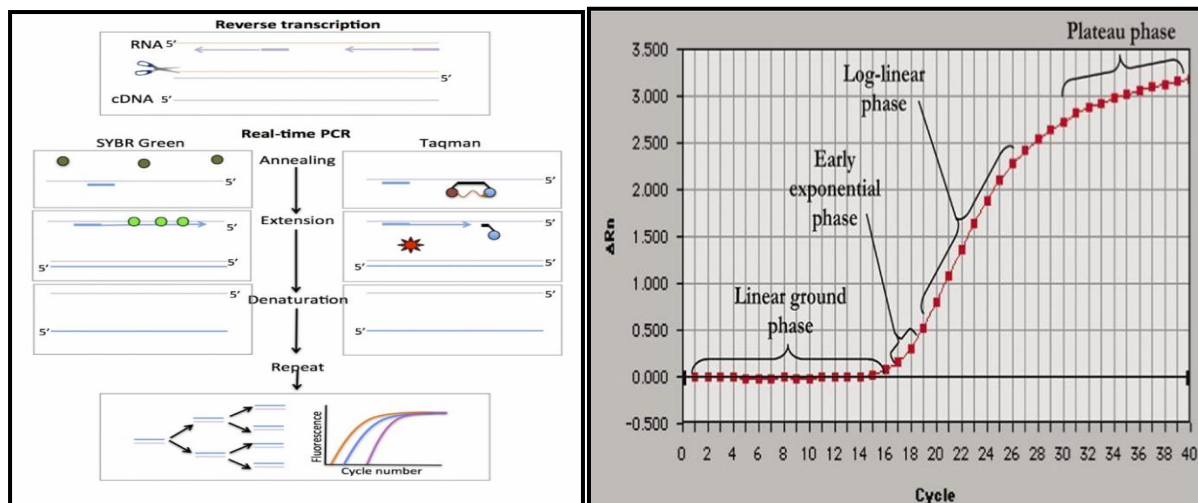 Reverse transcription
RNA 5′
5′
cDNA 5′
Real-time PCR
SYBR Green
Annealing
Taqman
5′
5′
Extension
5′
5′
5′
5′
5′
5′
Denaturation
5′
5′
5′
5′
Repeat
Fluorescence
Cycle number
Plateau phase
Log-linear
phase
Early
exponential
phase
Linear ground
phase
ΔRn
3.500
3.000
2.500
2.000
1.500
1.000
0.500
0.000
-0.500
0 2 4 6 8 10 12 14 16 18 20 22 24 26 28 30 32 34 36 38 40
Cycle